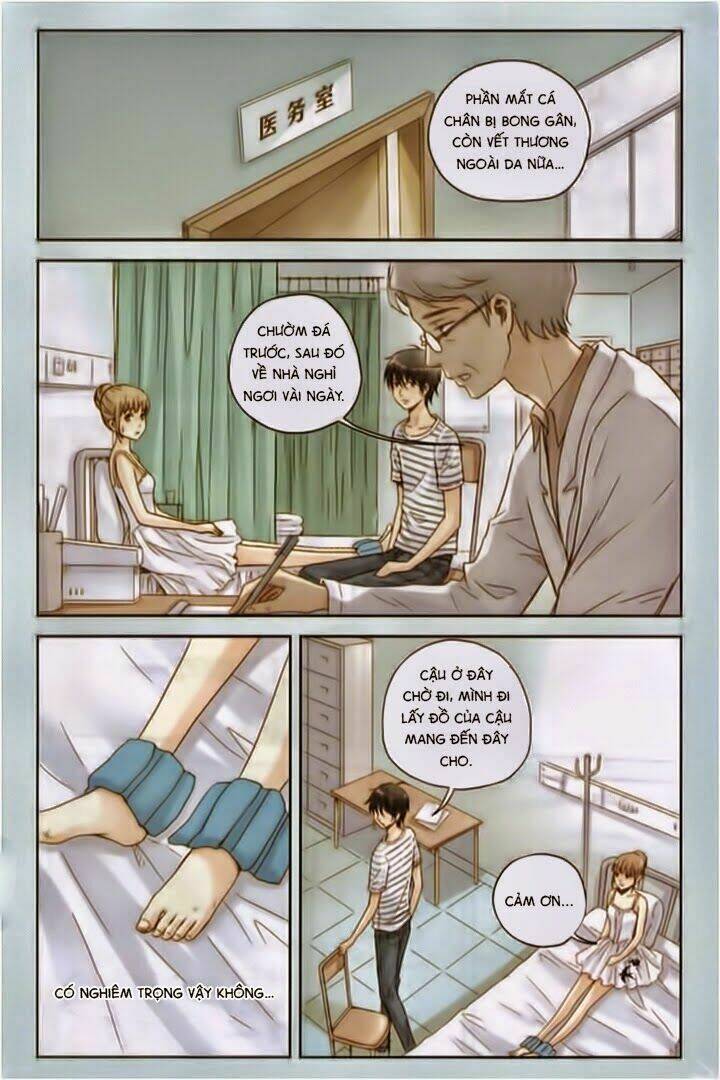 医务室
PHẦN MẮT CÁ
CHÂN BỊ BONG GÂN,
CÒN VẾT THƯƠNG
NGOÀI DA NỮA...
CHƯỜM ĐÁ
TRƯỚC, SAU ĐÓ
VỀ NHÀ NGHỈ
NGƠI VÀI NGÀY.
CÓ NGHIÊM TRỌNG VẬY KHÔNG...
CẬU Ở ĐÂY
CHỜ ĐI, MÌNH ĐI
LẤY ĐỒ CỦA CẬU
MANG ĐẾN ĐÂY
CHO.
CẢM ƠN...